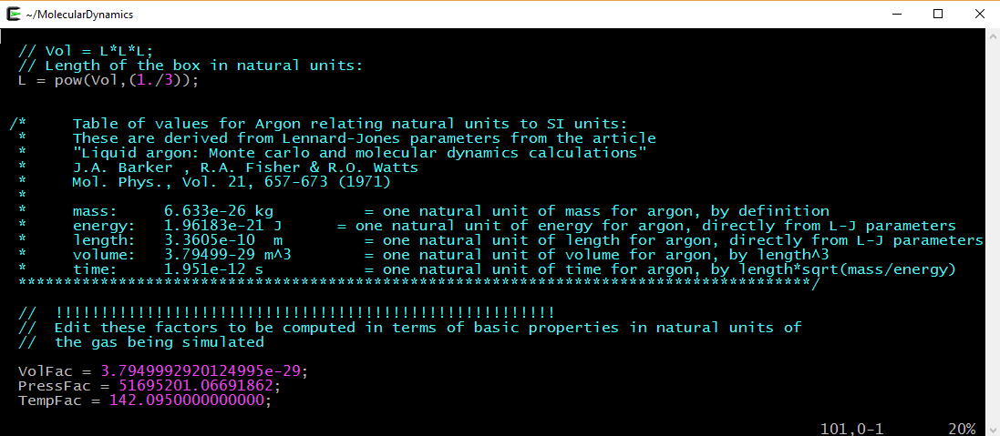 ~/MolecularDynamics
// Vol = L*L*L;
// Length of the box in natural units:
L = pow(Vol,(1./3));
/*     Table of values for Argon relating natural units to SI units:
*     These are derived from Lennard-Jones parameters from the article
*     "Liquid argon: Monte carlo and molecular dynamics calculations"
*     J.A. Barker , R.A. Fisher & R.O. Watts
*     Mol. Phys., Vol. 21, 657-673 (1971)
*
*     mass:     6.633e-26 kg          = one natural unit of mass for argon, by definition
*     energy:   1.96183e-21 J      = one natural unit of energy for argon, directly from L-J parameters
*     length:   3.3605e-10  m         = one natural unit of length for argon, directly from L-J parameters
*     volume:   3.79499-29 m^3        = one natural unit of volume for argon, by length^3
*     time:     1.951e-12 s           = one natural unit of time for argon, by length*sqrt(mass/energy)
***************************************************************************************/
//  !!!!!!!!!!!!!!!!!!!!!!!!!!!!!!!!!!!!!!!!!!!!!!!!!!!!!!!
//  Edit these factors to be computed in terms of basic properties in natural units of
//  the gas being simulated
VolFac = 3.7949992920124995e-29;
PressFac = 51695201.06691862;
TempFac = 142.0950000000000;
101,0-1       20%